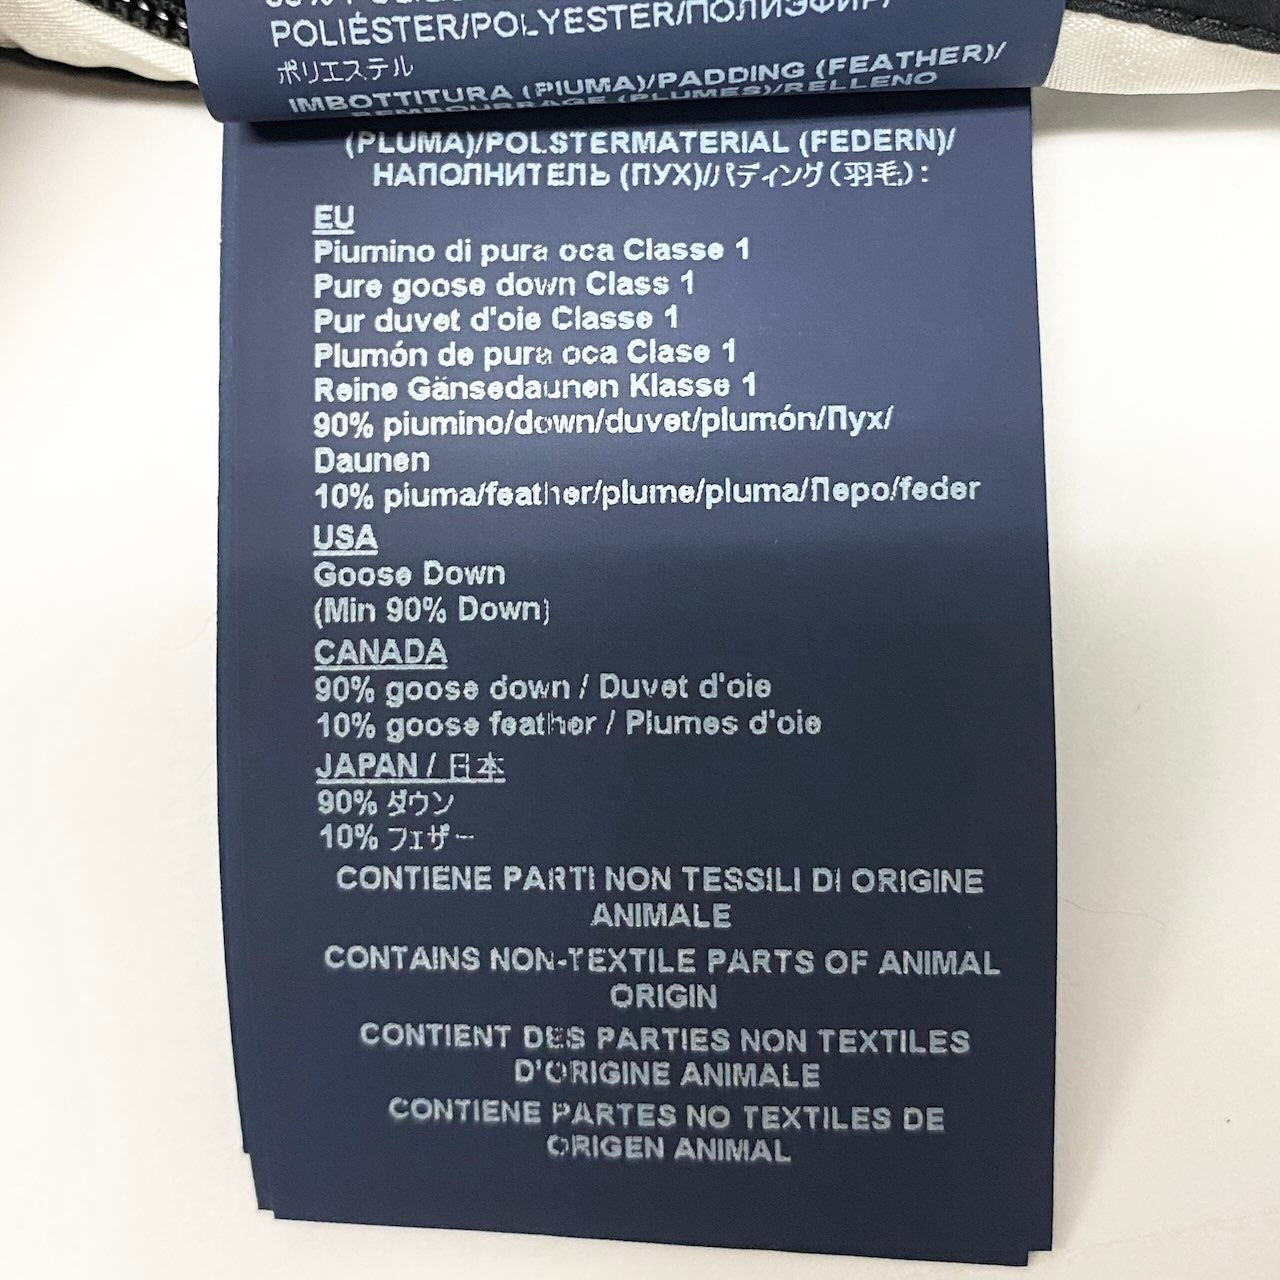 POLIÉSTER/POLYESTER/ПОЛИЭФИР/
ポリエステル
IMBOTTITURA (PIUMA)/PADDING (FEATHER)/
REMBOURRAGE (PLUMES)/RELLENO
(PLUMA)/POLSTERMATERIAL (FEDERN)/
НАПОЛНИТЕЛЬ (ПУХ)//パディング(羽毛):
EU
Piumino di pura oca Classe 1
Pure goose down Class 1
Pur duvet d'oie Classe 1
Plumón de pura oca Clase 1
Reine Gänsedaunen Klasse 1
90% piumino/down/duvet/plumón/Пух/
Daunen
10% piuma/feather/plume/pluma/Перо/feder
USA
Goose Down
(Min 90% Down)
CANADA
90% goose down / Duvet d'oie
10% goose feather / Plumes d'oie
JAPAN / 日本
90% ダウン
10% フェザー
CONTIENE PARTI NON TESSILI DI ORIGINE
ANIMALE
CONTAINS NON-TEXTILE PARTS OF ANIMAL
ORIGIN
CONTIENT DES PARTIES NON TEXTILES
D'ORIGINE ANIMALE
CONTIENE PARTES NO TEXTILES DE
ORIGEN ANIMAL